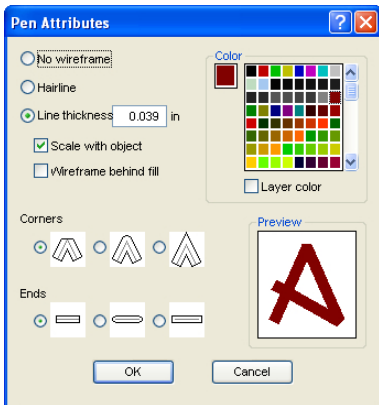 Pen Attributes
No wireframe
Hairline
Line thickness 0.039 in
Scale with object
Wireframe behind fill
Color
Layer color
Corners
Ends
Preview
OK Cancel